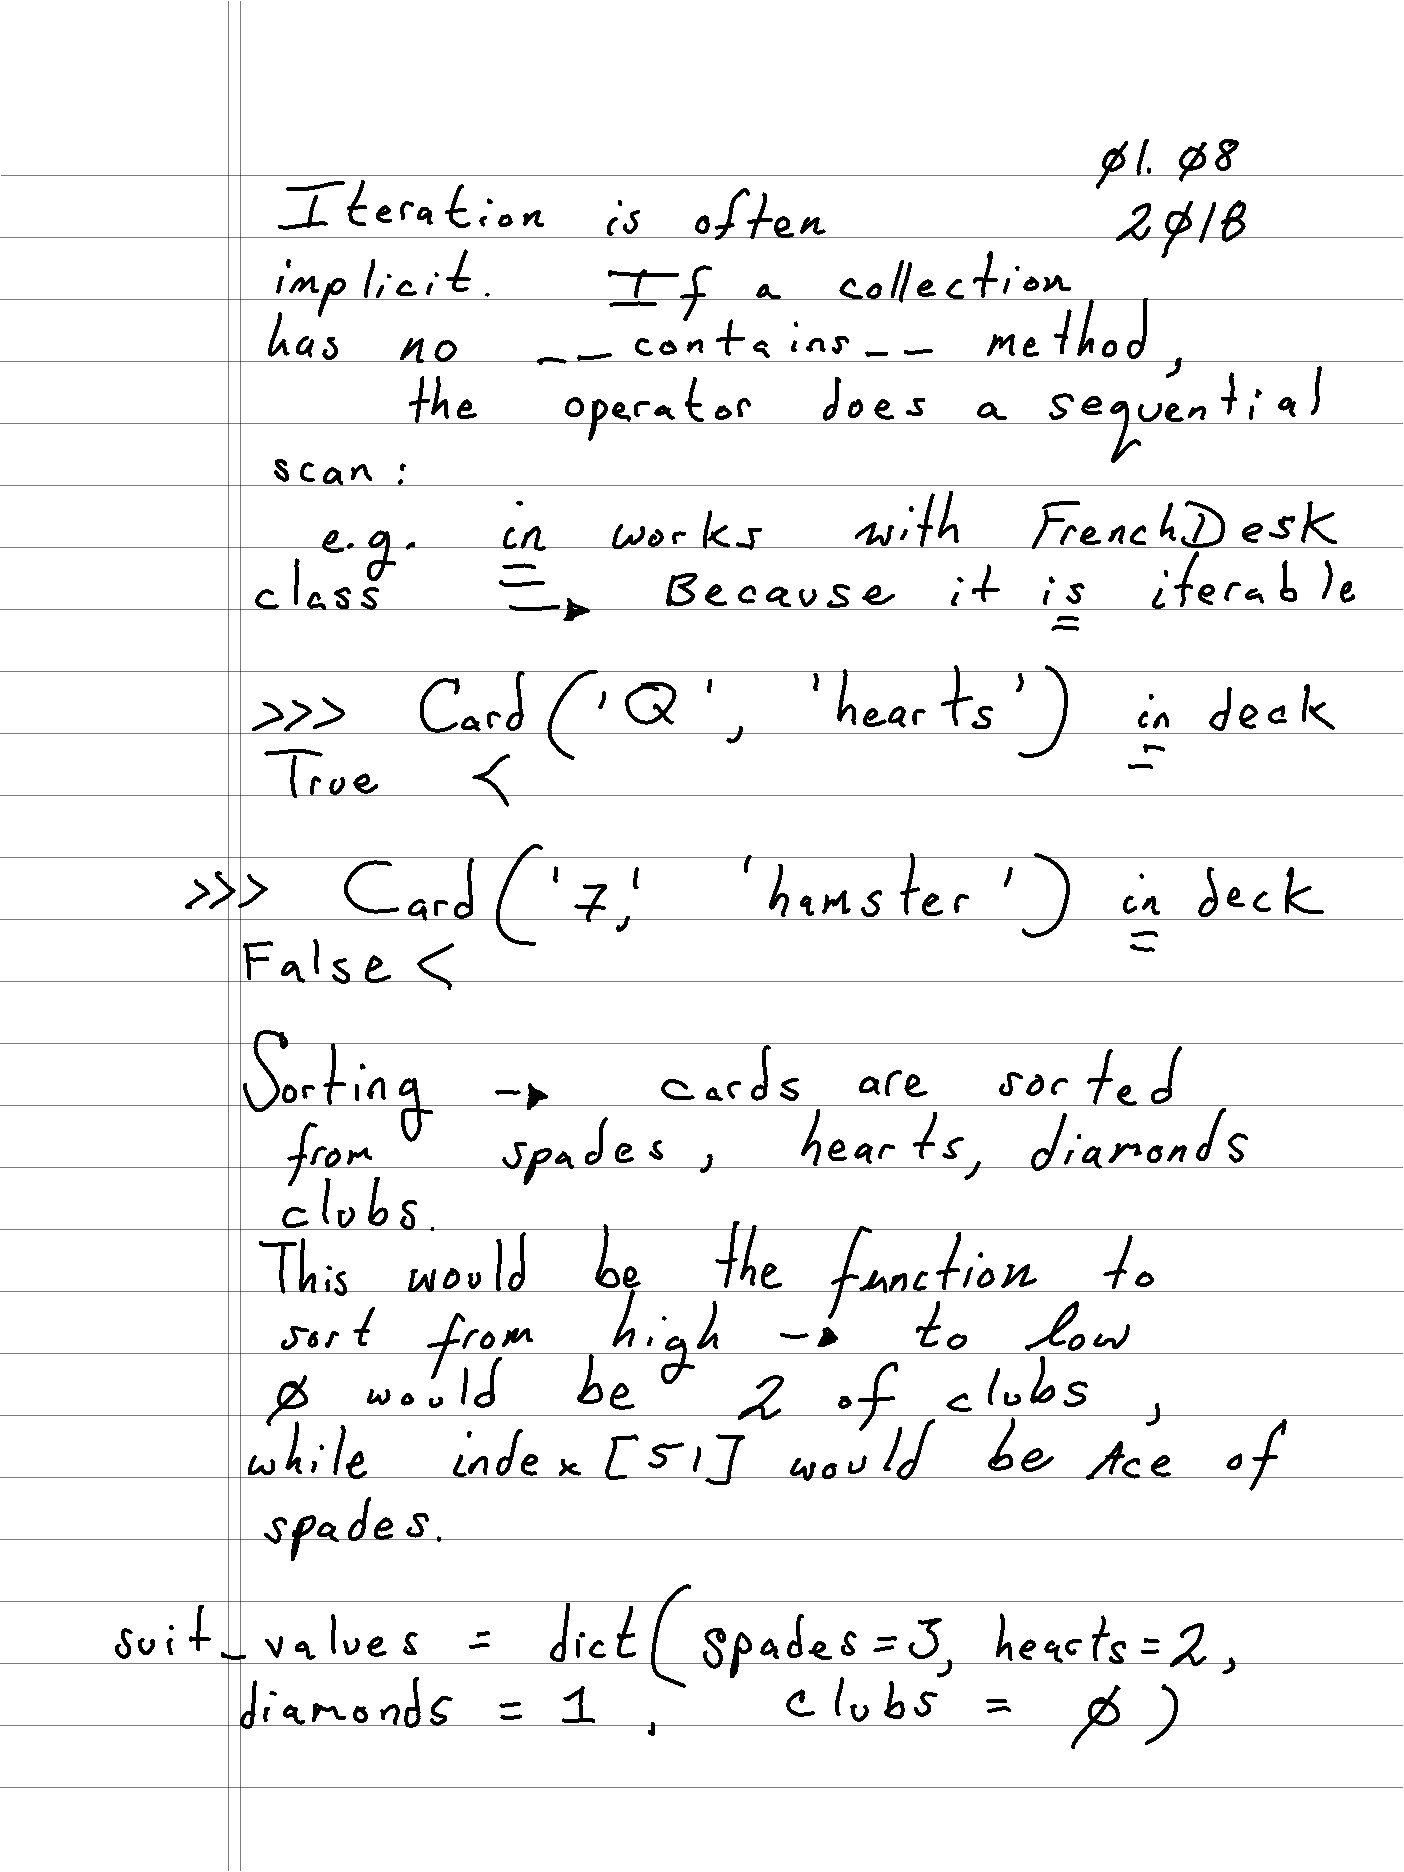 Ø1. Ø8
2Ø18
Iteration is often
implicit. If a collection
has no __contains__ method,
the operator does a sequential
scan:
e.g. in works with FrenchDesk
class → Because it is iterable
>>> Card('Q', 'hearts') in deck
True <
>>> Card('7,' 'hamster') in deck
False <
Sorting → cards are sorted
from spades, hearts, diamonds
clubs.
This would be the function to
sort from high → to low
Ø would be 2 of clubs,
while index [51] would be Ace of
spades.
suit_values = dict(spades=3, hearts=2,
diamonds = 1, clubs = Ø)